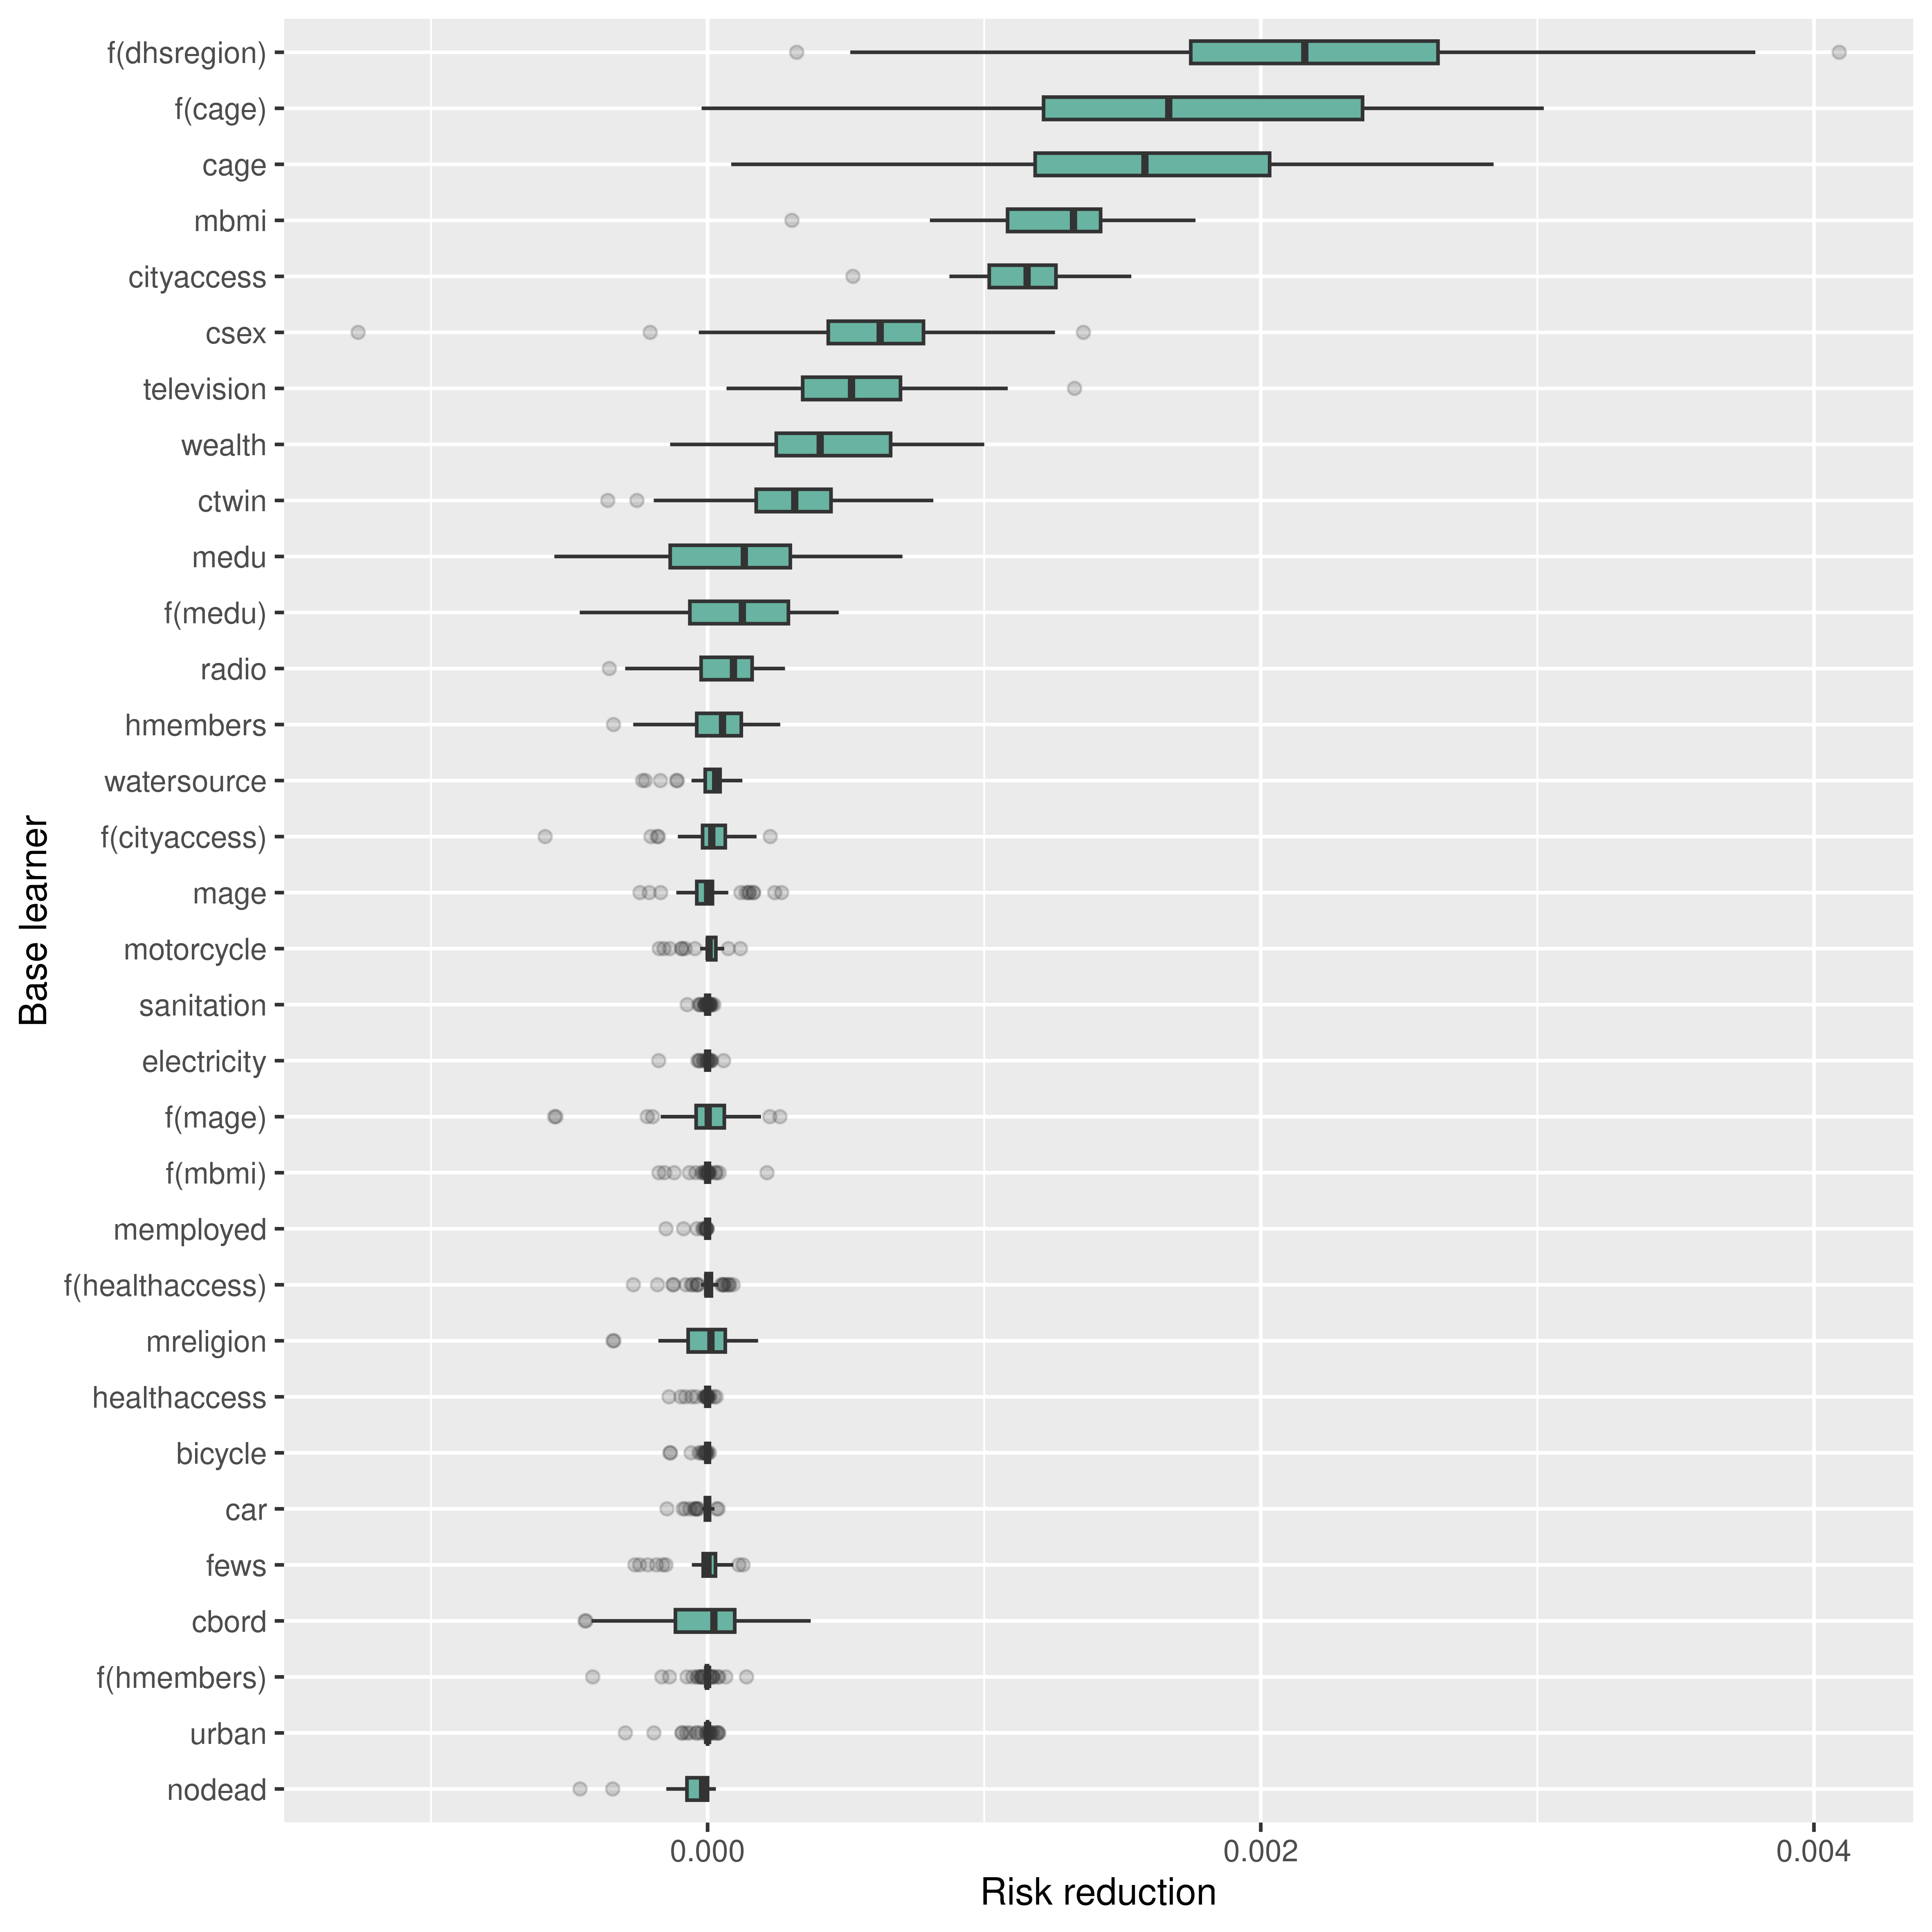 f(dhsregion)
f(cage)
cage
mbmi
cityaccess
csex
television
wealth
ctwin
medu
f(medu)
radio
hmembers
watersource
f(cityaccess)
mage
motorcycle
sanitation
electricity
f(mage)
f(mbmi)
memployed
f(healthaccess)
mreligion
healthaccess
bicycle
car
fews
cbord
f(hmembers)
urban
nodead
Base learner
0.000 0.002 0.004
Risk reduction